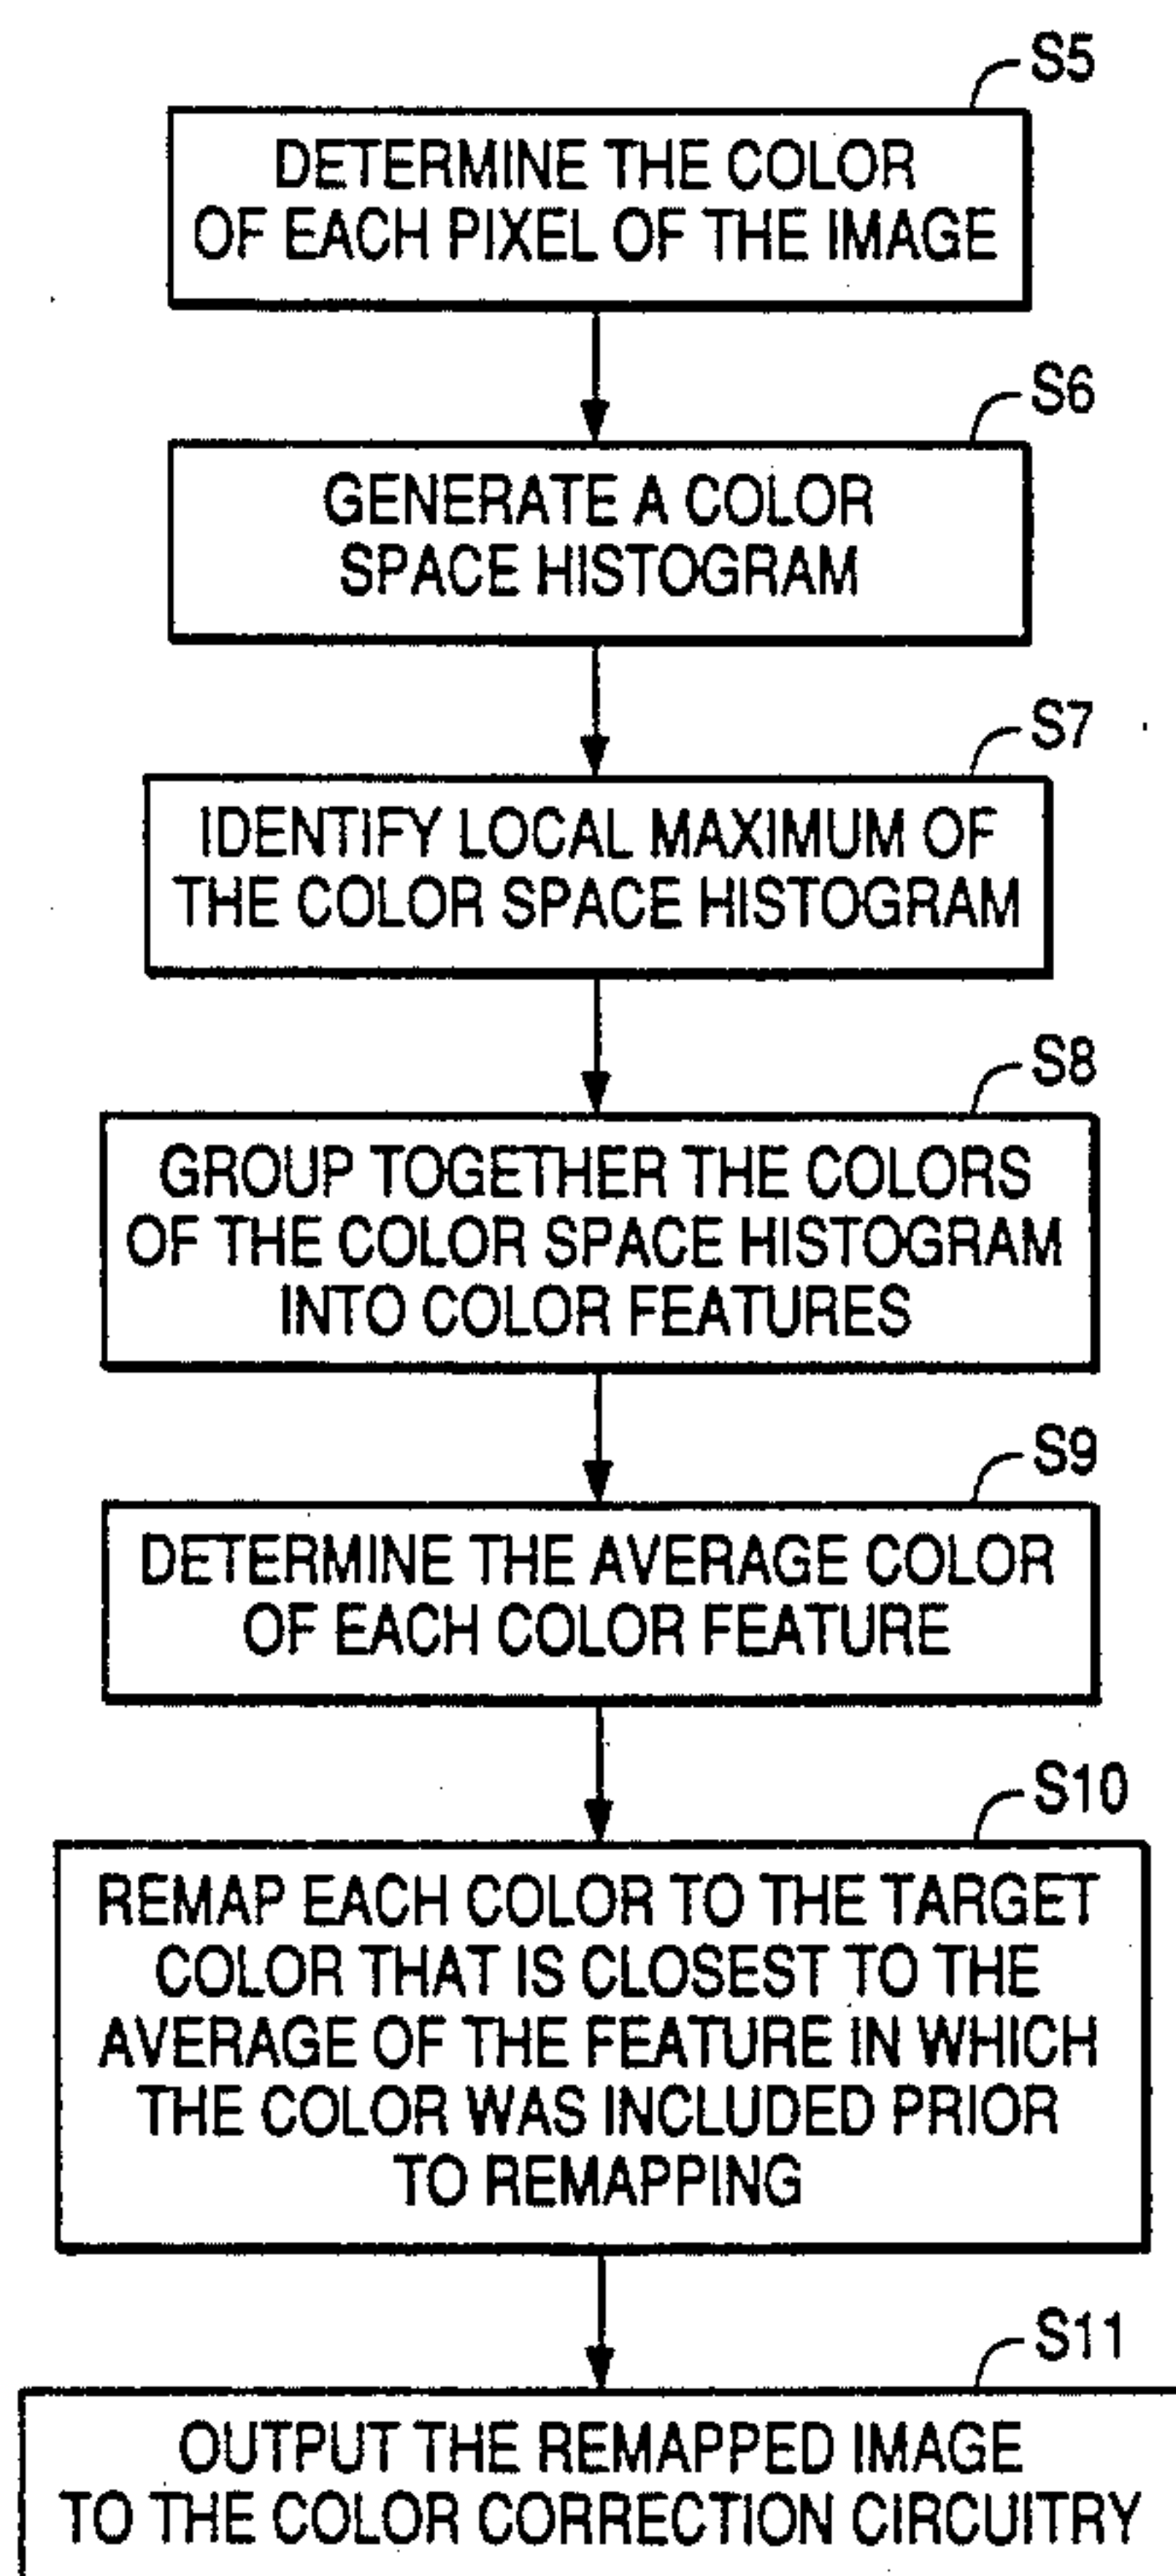 S5
DETERMINE THE COLOR
OF EACH PIXEL OF THE IMAGE
S6
GENERATE A COLOR
SPACE HISTOGRAM
S7
IDENTIFY LOCAL MAXIMUM OF
THE COLOR SPACE HISTOGRAM
S8
GROUP TOGETHER THE COLORS
OF THE COLOR SPACE HISTOGRAM
INTO COLOR FEATURES
S9
DETERMINE THE AVERAGE COLOR
OF EACH COLOR FEATURE
S10
REMAP EACH COLOR TO THE TARGET
COLOR THAT IS CLOSEST TO THE
AVERAGE OF THE FEATURE IN WHICH
THE COLOR WAS INCLUDED PRIOR
TO REMAPPING
S11
OUTPUT THE REMAPPED IMAGE
TO THE COLOR CORRECTION CIRCUITRY